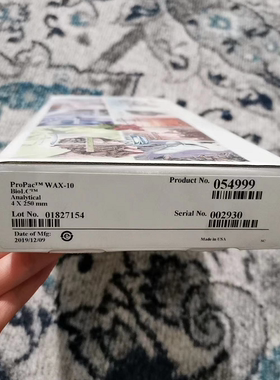 ProPac™ WAX-10 Product No. 054999
BioLC™
Analytical
4 X 250 mm
Lot No. 01827154 Serial No. 002930
Date of Mfg:
2019/12/09
Made in USA